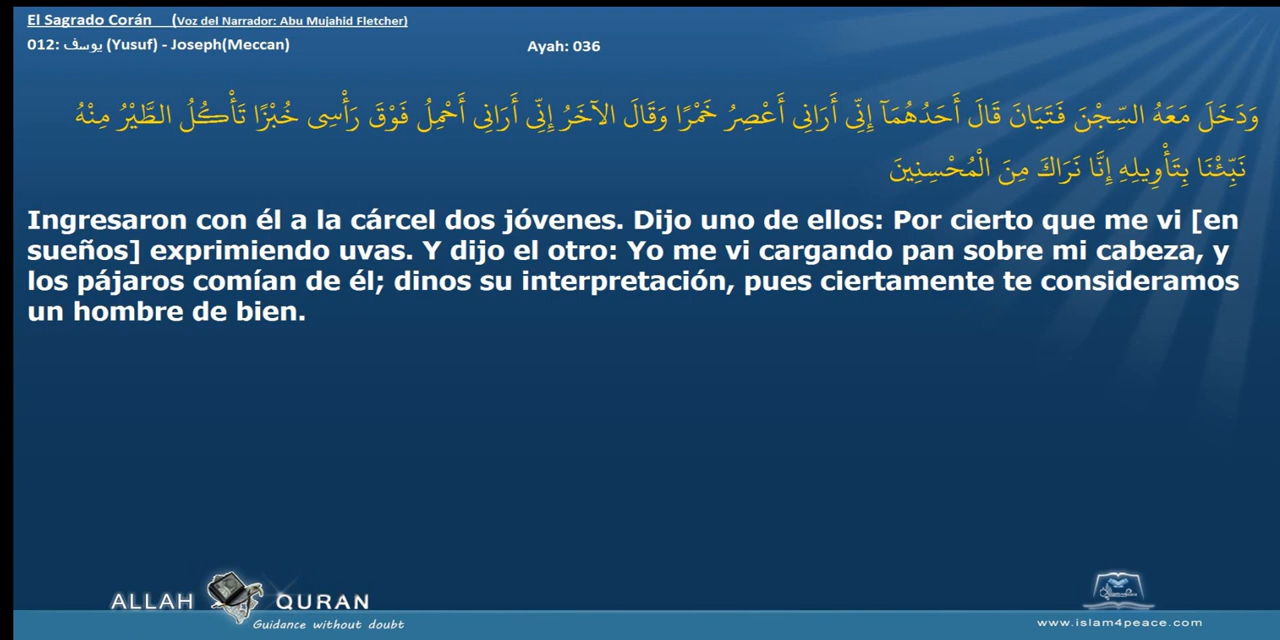 El Sagrado Corán (Voz del Narrador: Abu Mujahid Fletcher)
012: يوسف (Yusuf) - Joseph(Meccan)
Ayah: 036
وَدَخَلَ مَعَهُ السِّجْنَ فَتَيَانَ قَالَ أَحَدُهُمَآ إِنِّي أَرَانِي أَعْصِرُ خَمْرًا وَقَالَ الآخَرُ إِنِّي أَرَانِي أَحْمِلُ فَوْقَ رَأْسِي خُبْزًا تَأْكُلُ الطَّيْرُ مِنْهُ
نَبِّئْنَا بِتَأْوِيلِهِ إِنَّا نَرَاكَ مِنَ الْمُحْسِنِينَ
Ingresaron con él a la cárcel dos jóvenes. Dijo uno de ellos: Por cierto que me vi [en
sueños] exprimiendo uvas. Y dijo el otro: Yo me vi cargando pan sobre mi cabeza, y
los pájaros comían de él; dinos su interpretación, pues ciertamente te consideramos
un hombre de bien.
ALLAH QURAN
Guidance without doubt
www.islam4peace.com